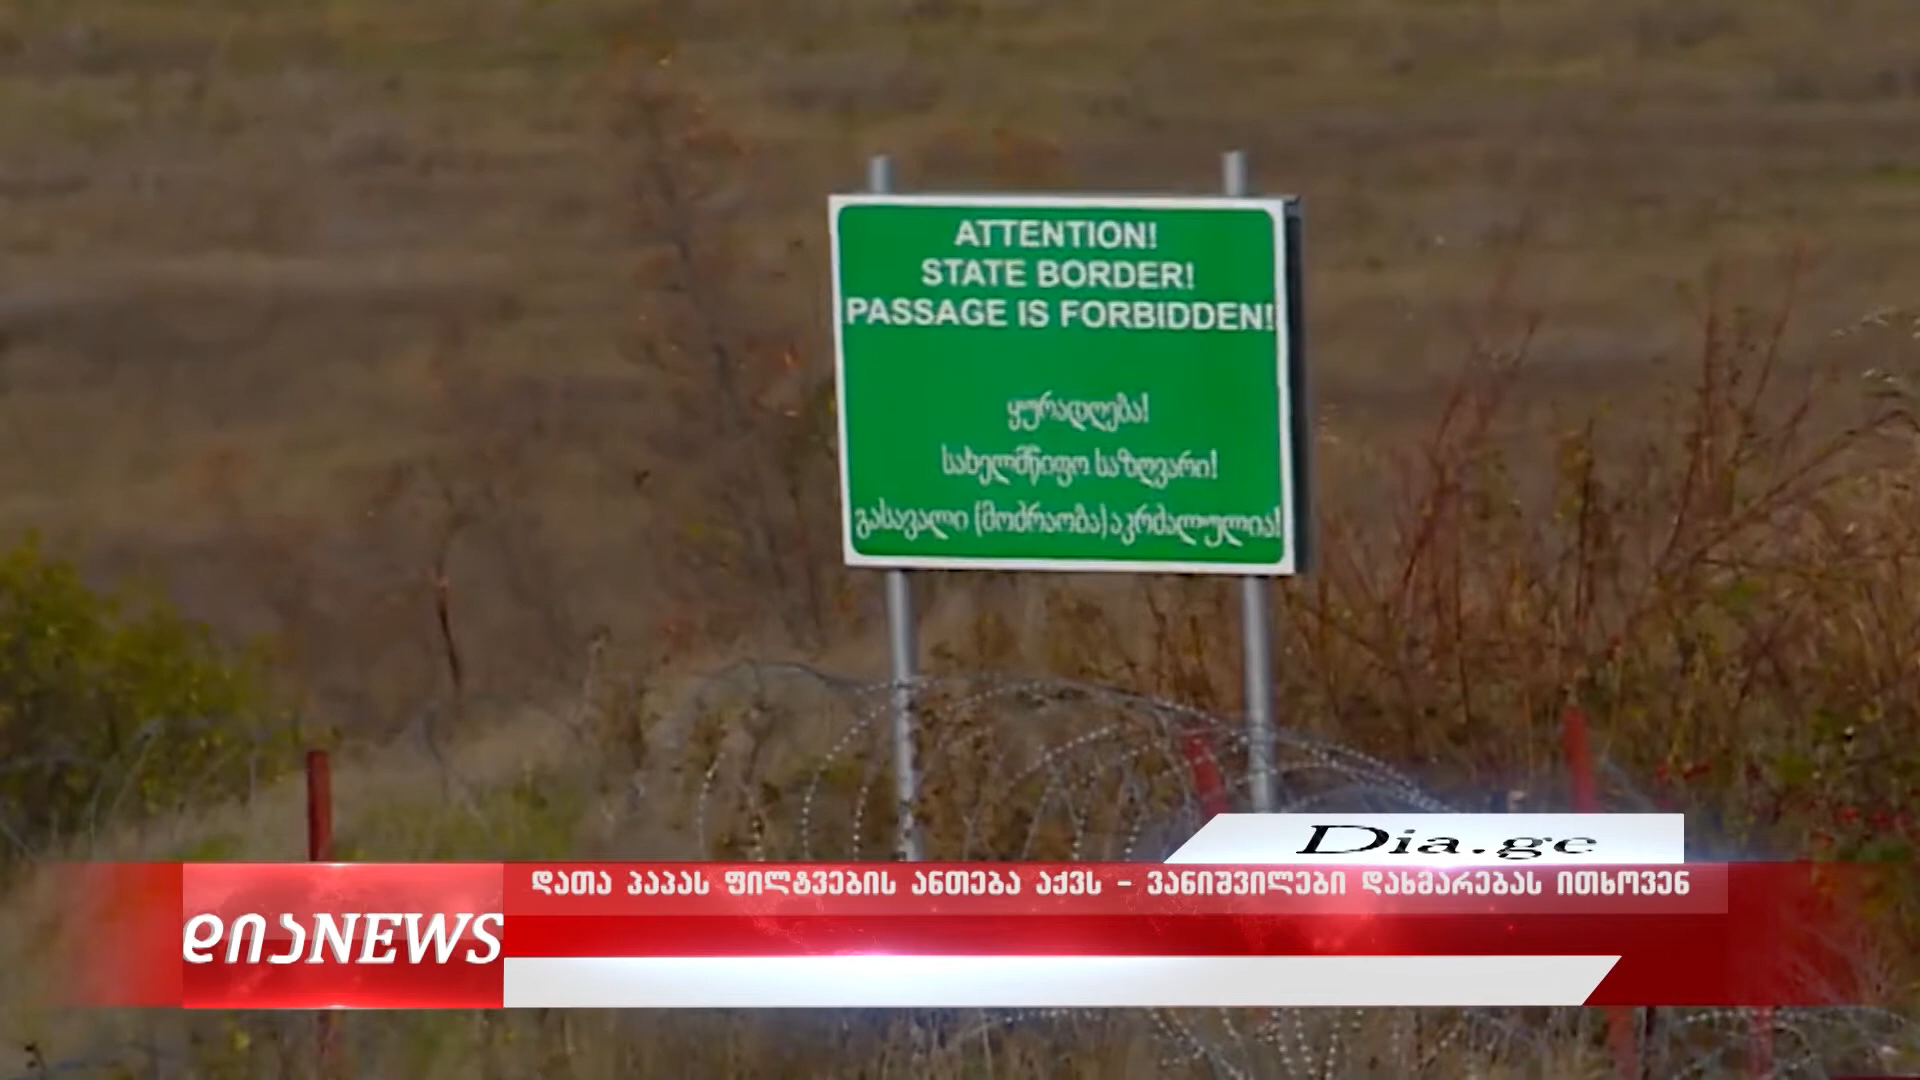 ATTENTION!
STATE BORDER!
PASSAGE IS FORBIDDEN!
ყურადღება!
სახელმწიფო საზღვარი!
გასავალი (მოძრაობა) აკრძალულია!
Dia.ge
დათა პაპას ფილტვების ანთება აქვს - ვანიშვილები დახმარებას ითხოვენ
დიაNEWS